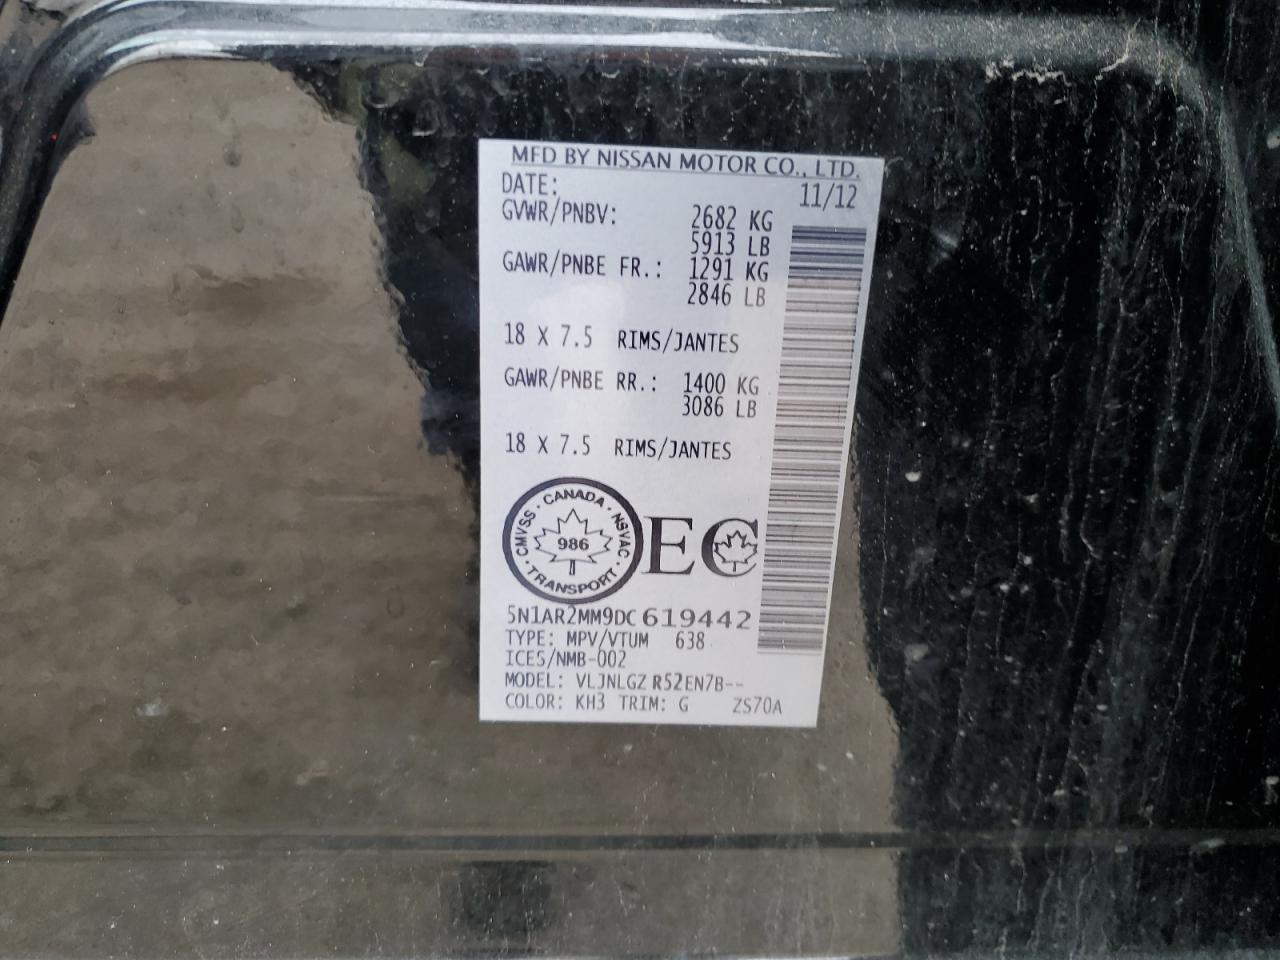 MFD BY NISSAN MOTOR CO., LTD.
DATE: 11/12
GVWR/PNBV: 2682 KG
5913 LB
GAWR/PNBE FR.: 1291 KG
2846 LB
18 X 7.5 RIMS/JANTES
GAWR/PNBE RR.: 1400 KG
3086 LB
18 X 7.5 RIMS/JANTES
CMVSS · CANADA · NSVAC · TRANSPORT ·
986
EC
5N1AR2MM9DC619442
TYPE: MPV/VTUM 638
ICES/NMB-002
MODEL: VLJNLGZ R52EN7B--
COLOR: KH3 TRIM: G ZS70A